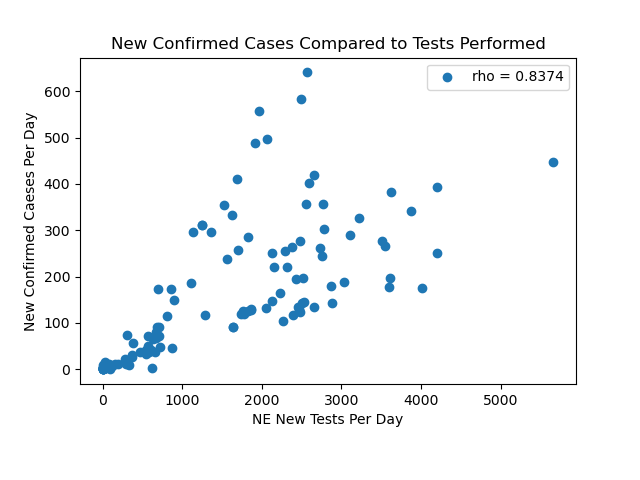 New Confirmed Cases Compared to Tests Performed
rho = 0.8374
New Confirmed Caeses Per Day
600
500
400
300
200
100
0
0 1000 2000 3000 4000 5000
NE New Tests Per Day